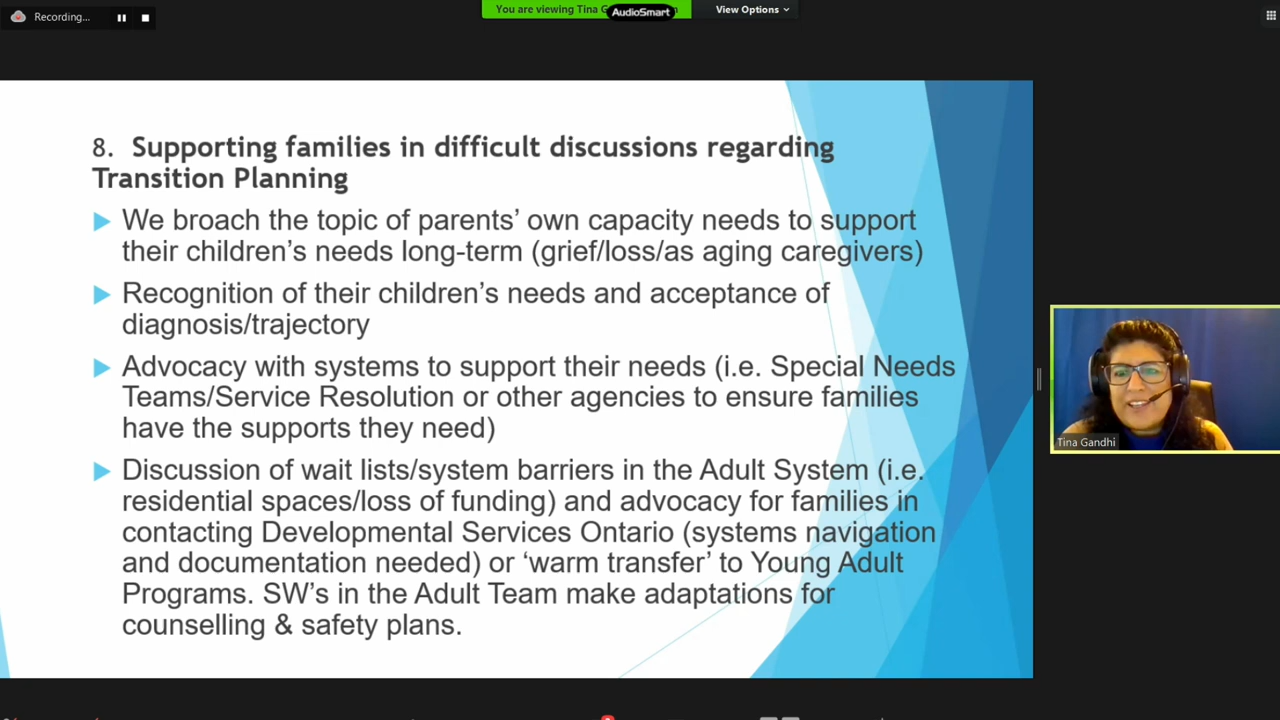 Recording...
You are viewing Tina G
AudioSmart
View Options
8. Supporting families in difficult discussions regarding
Transition Planning
We broach the topic of parents’ own capacity needs to support
their children’s needs long-term (grief/loss/as aging caregivers)
Recognition of their children’s needs and acceptance of
diagnosis/trajectory
Advocacy with systems to support their needs (i.e. Special Needs
Teams/Service Resolution or other agencies to ensure families
have the supports they need)
Discussion of wait lists/system barriers in the Adult System (i.e.
residential spaces/loss of funding) and advocacy for families in
contacting Developmental Services Ontario (systems navigation
and documentation needed) or ‘warm transfer’ to Young Adult
Programs. SW’s in the Adult Team make adaptations for
counselling & safety plans.
Tina Gandhi